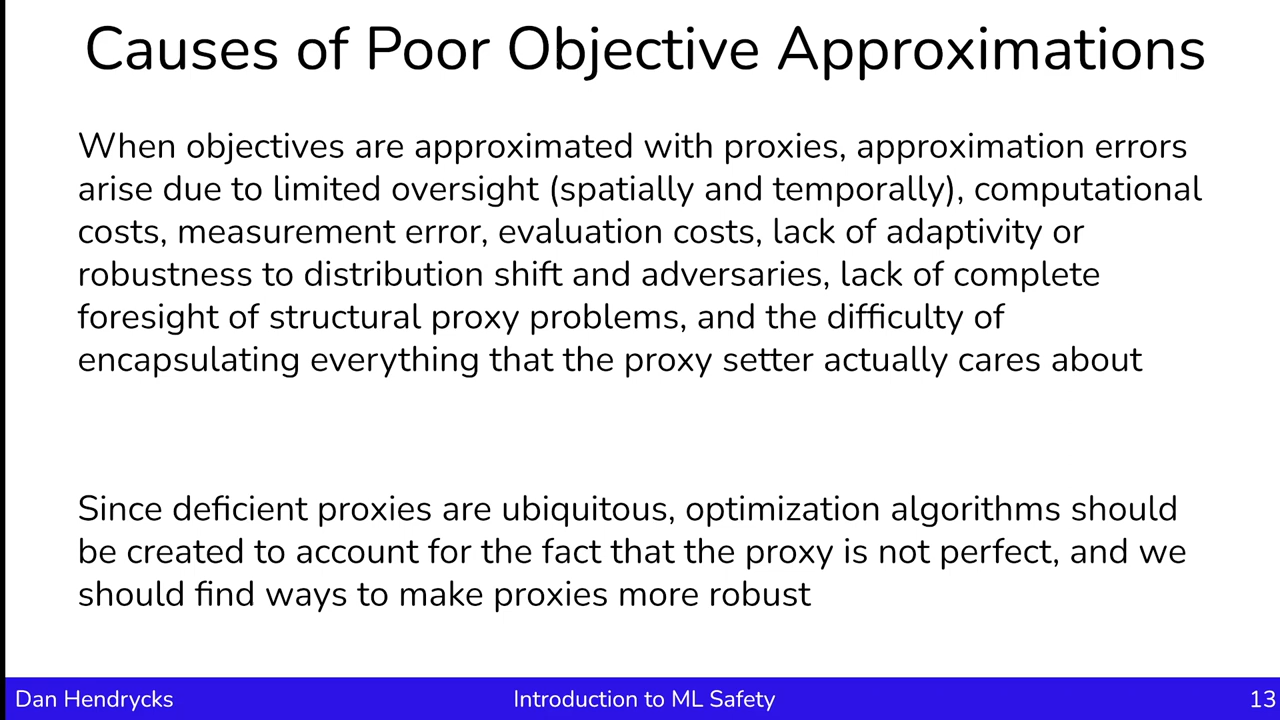 Causes of Poor Objective Approximations
When objectives are approximated with proxies, approximation errors
arise due to limited oversight (spatially and temporally), computational
costs, measurement error, evaluation costs, lack of adaptivity or
robustness to distribution shift and adversaries, lack of complete
foresight of structural proxy problems, and the difficulty of
encapsulating everything that the proxy setter actually cares about
Since deficient proxies are ubiquitous, optimization algorithms should
be created to account for the fact that the proxy is not perfect, and we
should find ways to make proxies more robust
Dan Hendrycks
Introduction to ML Safety
13